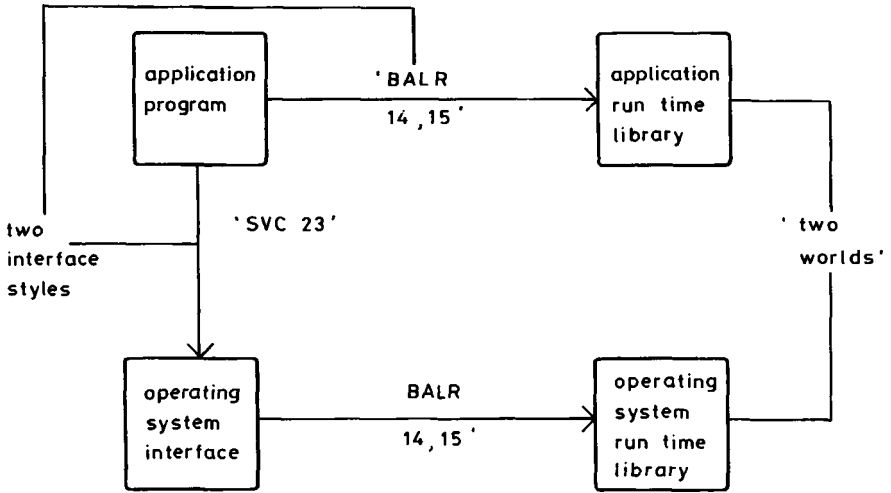 application
program
'BALR
14,15'
application
run time
library
'SVC 23'
two
interface
styles
' two
worlds'
operating
system
interface
BALR
14,15'
operating
system
run time
library